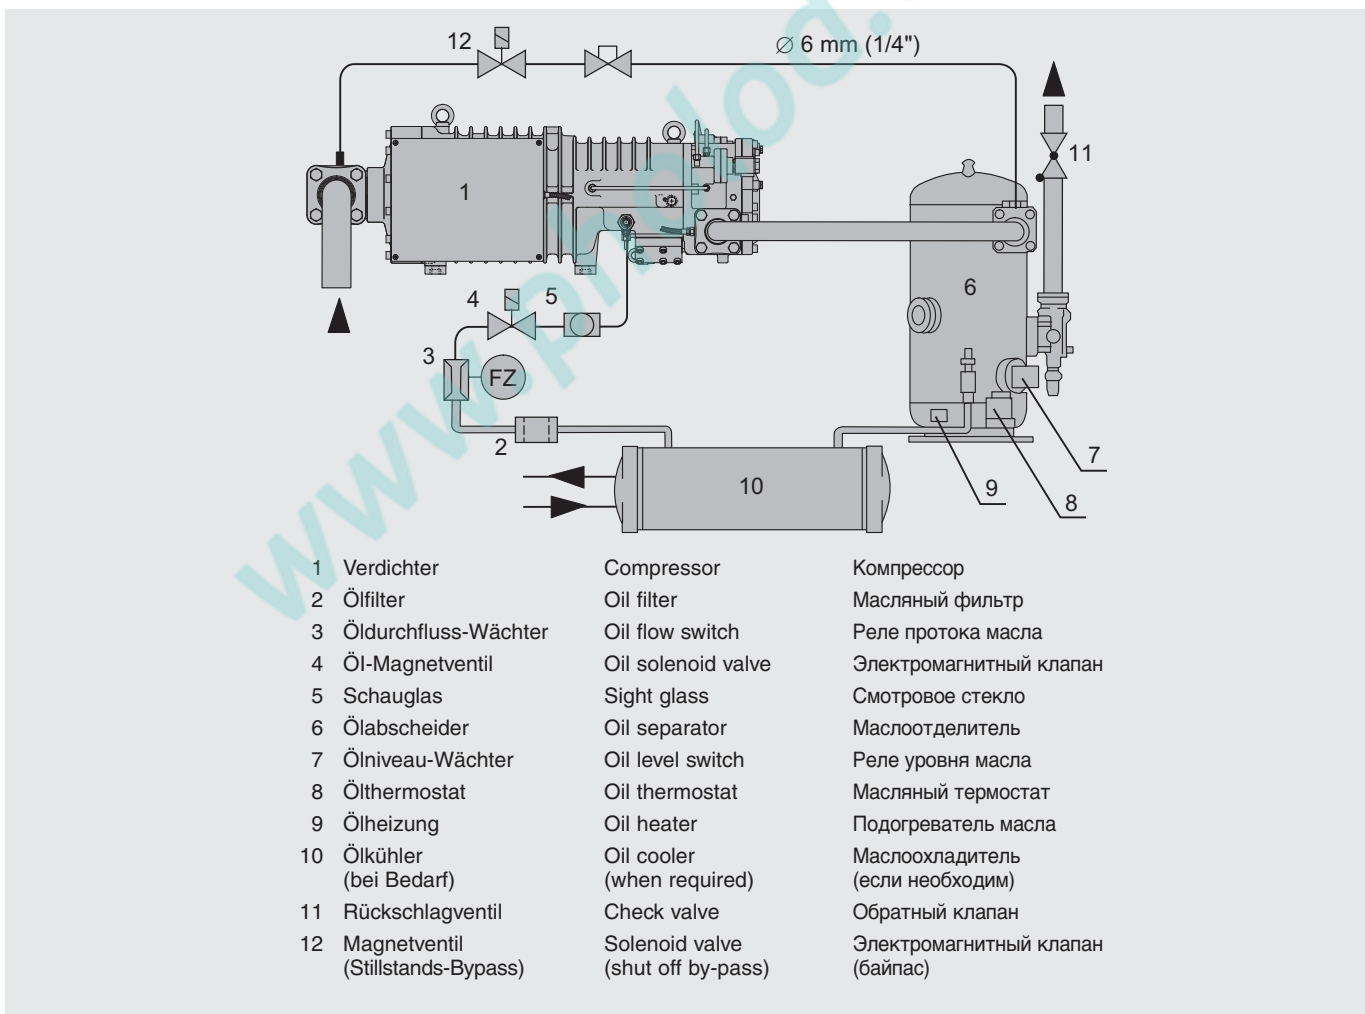 12
∅ 6 mm (1/4")
11
1
6
4
5
3
FZ
2
10
7
9
8
1 Verdichter Compressor Компрессор
2 Ölfilter Oil filter Масляный фильтр
3 Öldurchfluss-Wächter Oil flow switch Реле протока масла
4 Öl-Magnetventil Oil solenoid valve Электромагнитный клапан
5 Schauglas Sight glass Смотровое стекло
6 Ölabscheider Oil separator Маслоотделитель
7 Ölniveau-Wächter Oil level switch Реле уровня масла
8 Ölthermostat Oil thermostat Масляный термостат
9 Ölheizung Oil heater Подогреватель масла
10 Ölkühler Oil cooler Маслоохладитель
(bei Bedarf) (when required) (если необходим)
11 Rückschlagventil Check valve Обратный клапан
12 Magnetventil Solenoid valve Электромагнитный клапан
(Stillstands-Bypass) (shut off by-pass) (байпас)
www.pholod.